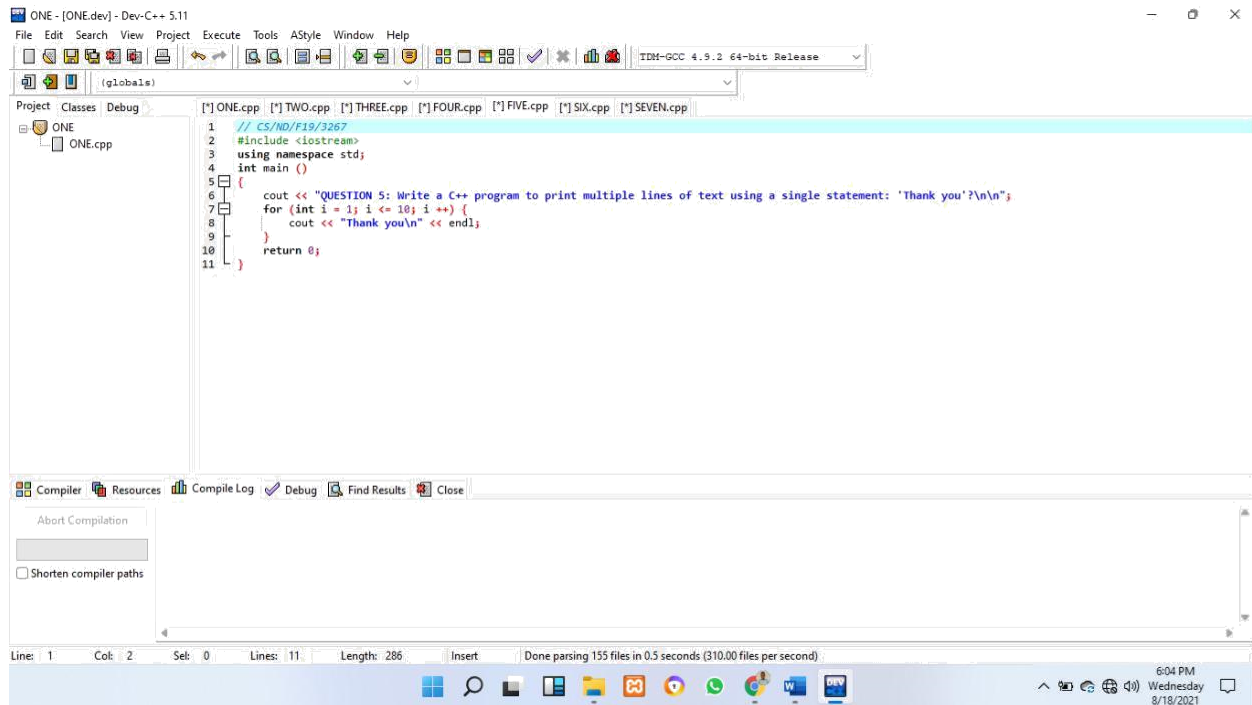 ONE - [ONE.dev] - Dev-C++ 5.11
File Edit Search View Project Execute Tools AStyle Window Help
TDM-GCC 4.9.2 64-bit Release
(globals)
Project Classes Debug
[*] ONE.cpp [*] TWO.cpp [*] THREE.cpp [*] FOUR.cpp [*] FIVE.cpp [*] SIX.cpp [*] SEVEN.cpp
ONE
ONE.cpp
1 // CS/ND/F19/3267
2 #include <iostream>
3 using namespace std;
4 int main ()
5 {
6 cout << "QUESTION 5: Write a C++ program to print multiple lines of text using a single statement: 'Thank you'?\n\n";
7 for (int i = 1; i <= 10; i ++) {
8 cout << "Thank you\n" << endl;
9 }
10 return 0;
11 }
Compiler Resources Compile Log Debug Find Results Close
Abort Compilation
Shorten compiler paths
Line: 1 Col: 2 Sel: 0 Lines: 11 Length: 286 Insert Done parsing 155 files in 0.5 seconds (310.00 files per second)
DEV
6:04 PM
Wednesday
8/18/2021